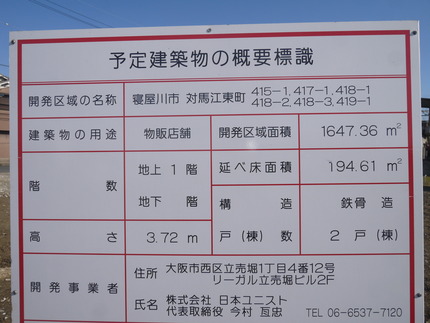 予定建築物の概要標識
開発区域の名称 寝屋川市 対馬江東町 415-1,417-1,418-1
418-2,418-3,419-1
建築物の用途 物販店舗 開発区域面積 1647.36 m²
階数 地上 1 階 延べ床面積 194.61 m²
地下 階 構造 鉄骨 造
高さ 3.72 m 戸(棟)数 2 戸(棟)
開発事業者 住所 大阪市西区立売堀1丁目4番12号
リーガル立売堀ビル2F
氏名 株式会社 日本ユニスト
代表取締役 今村 亙忠 TEL 06-6537-7120